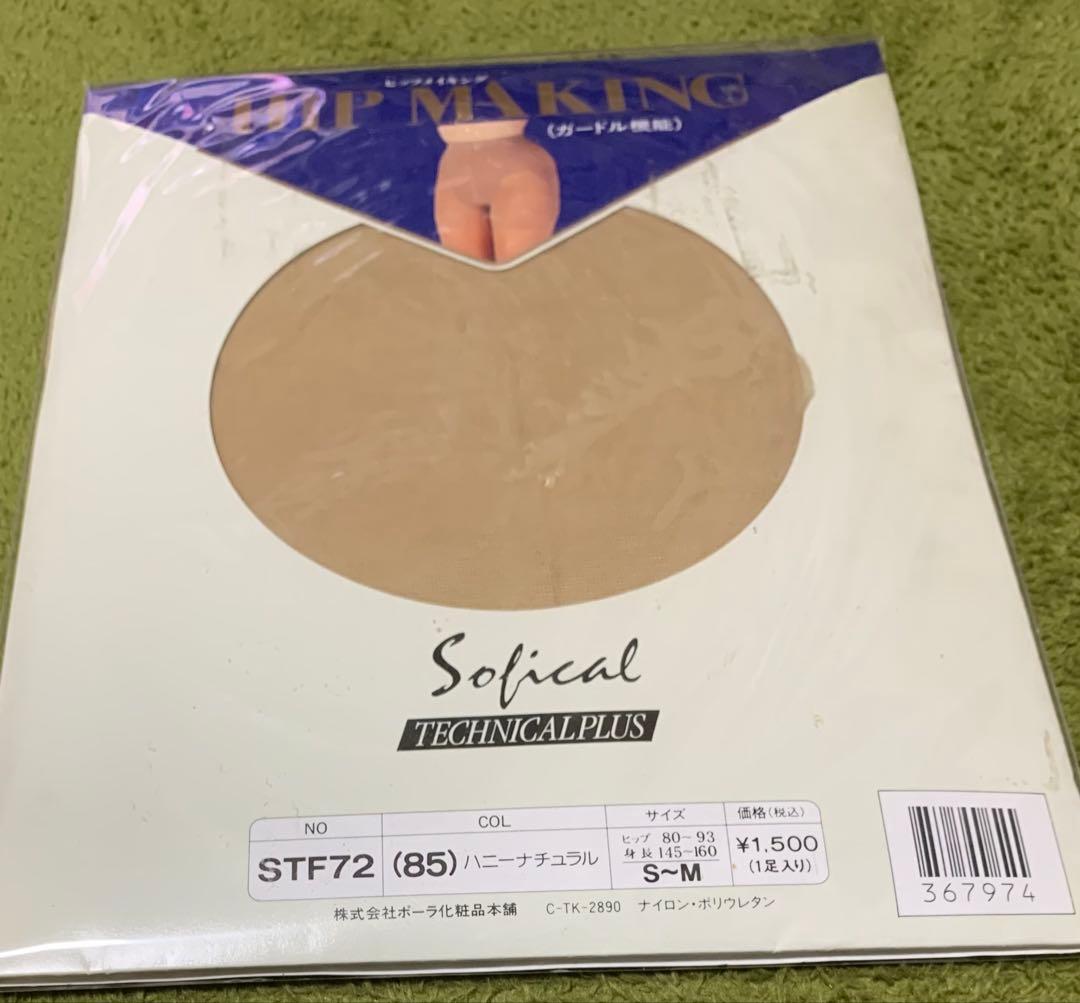 ヒップメイキング
HIP MAKING
(ガードル機能)
Sofical
TECHNICALPLUS
NO COL サイズ 価格(税込)
STF72 (85)ハニーナチュラル ヒップ 80〜93 身長 145〜160 S〜M ¥1,500 (1足入り)
株式会社ポーラ化粧品本舗 C-TK-2890 ナイロン・ポリウレタン
367974